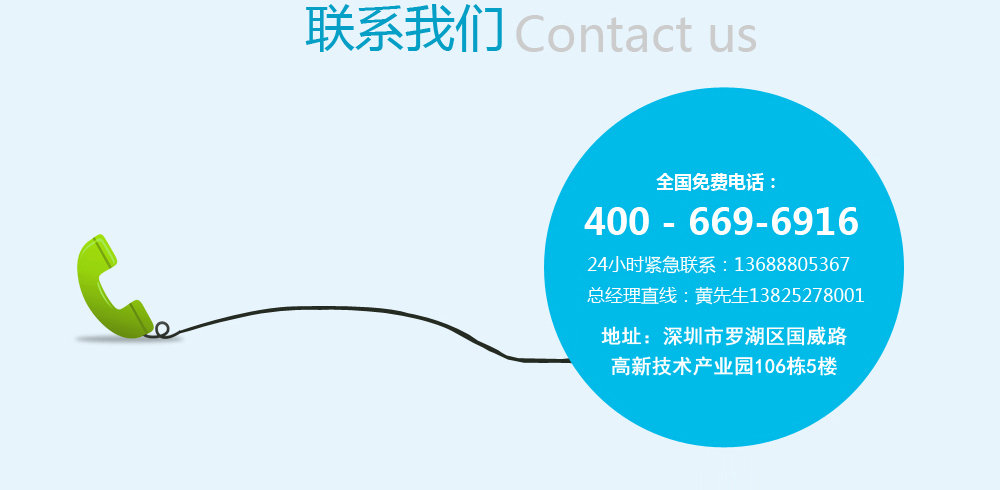 联系我们 Contact us
全国免费电话：
400 - 669-6916
24小时紧急联系：13688805367
总经理直线：黄先生13825278001
地址：深圳市罗湖区国威路
高新技术产业园106栋5楼